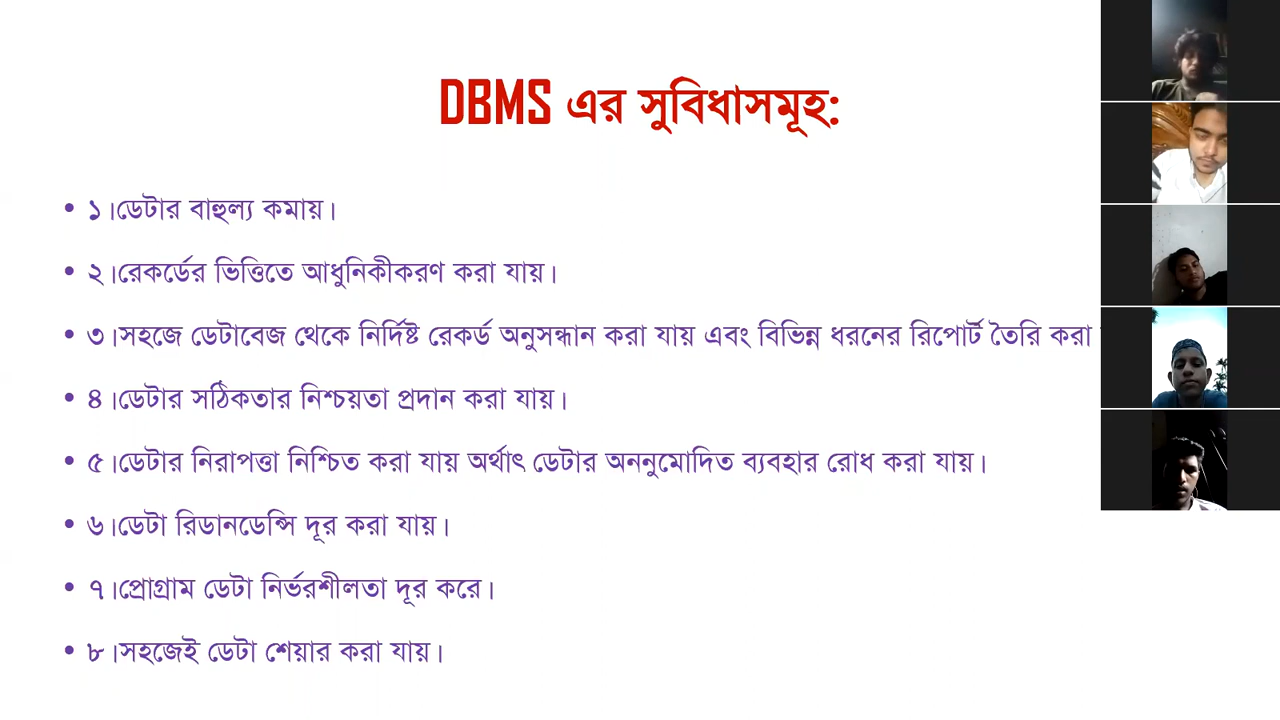 DBMS এর সুবিধাসমূহ:
• ১।ডেটার বাহুল্য কমায়।
• ২।রেকর্ডের ভিত্তিতে আধুনিকীকরণ করা যায়।
• ৩।সহজে ডেটাবেজ থেকে নির্দিষ্ট রেকর্ড অনুসন্ধান করা যায় এবং বিভিন্ন ধরনের রিপোর্ট তৈরি করা
• ৪।ডেটার সঠিকতার নিশ্চয়তা প্রদান করা যায়।
• ৫।ডেটার নিরাপত্তা নিশ্চিত করা যায় অর্থাৎ ডেটার অননুমোদিত ব্যবহার রোধ করা যায়।
• ৬।ডেটা রিডানডেন্সি দূর করা যায়।
• ৭।প্রোগ্রাম ডেটা নির্ভরশীলতা দূর করে।
• ৮।সহজেই ডেটা শেয়ার করা যায়।